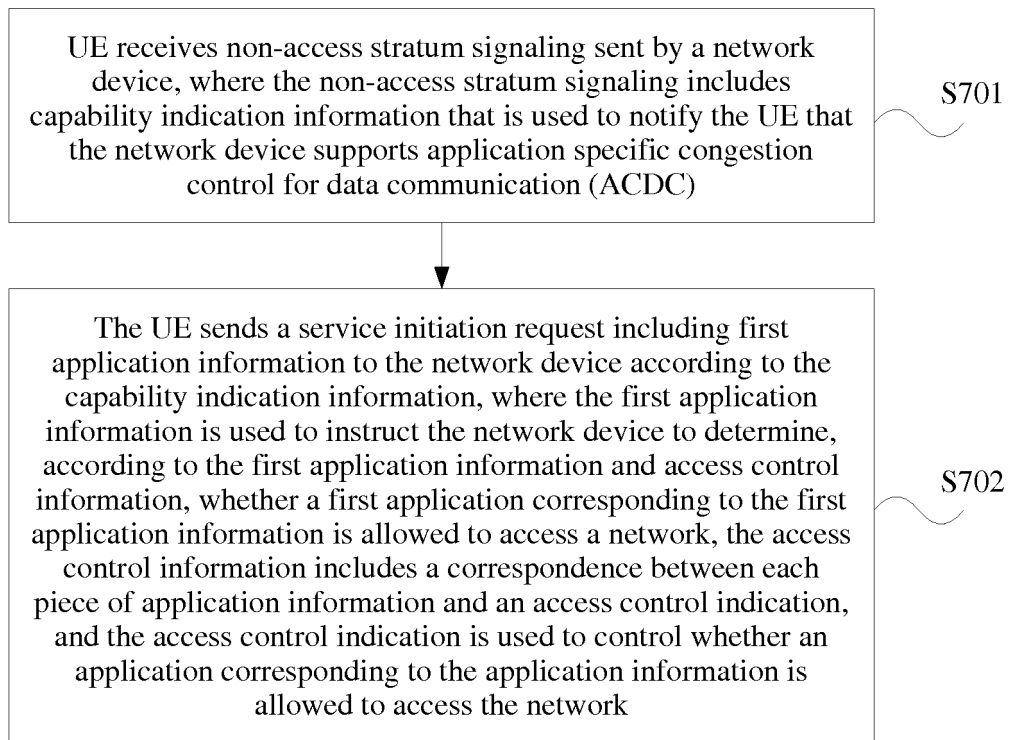 UE receives non-access stratum signaling sent by a network
device, where the non-access stratum signaling includes
capability indication information that is used to notify the UE that
the network device supports application specific congestion
control for data communication (ACDC)
S701
The UE sends a service initiation request including first
application information to the network device according to the
capability indication information, where the first application
information is used to instruct the network device to determine,
according to the first application information and access control
information, whether a first application corresponding to the first
application information is allowed to access a network, the access
control information includes a correspondence between each
piece of application information and an access control indication,
and the access control indication is used to control whether an
application corresponding to the application information is
allowed to access the network
S702